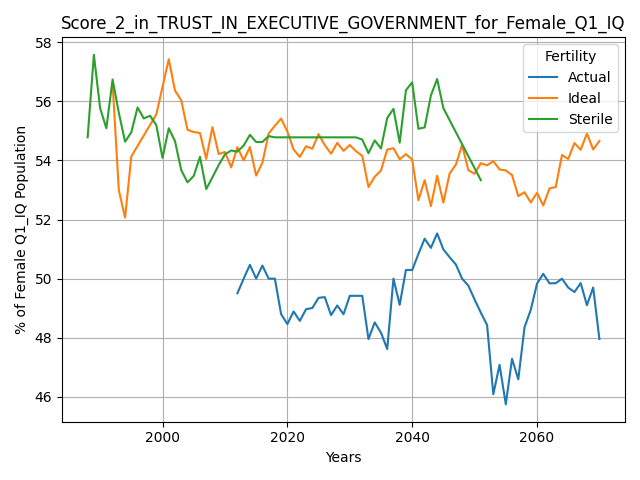 Score_2_in_TRUST_IN_EXECUTIVE_GOVERNMENT_for_Female_Q1_IQ
Fertility
Actual
Ideal
Sterile
% of Female Q1_IQ Population
58
56
54
52
50
48
46
2000
2020
2040
2060
Years